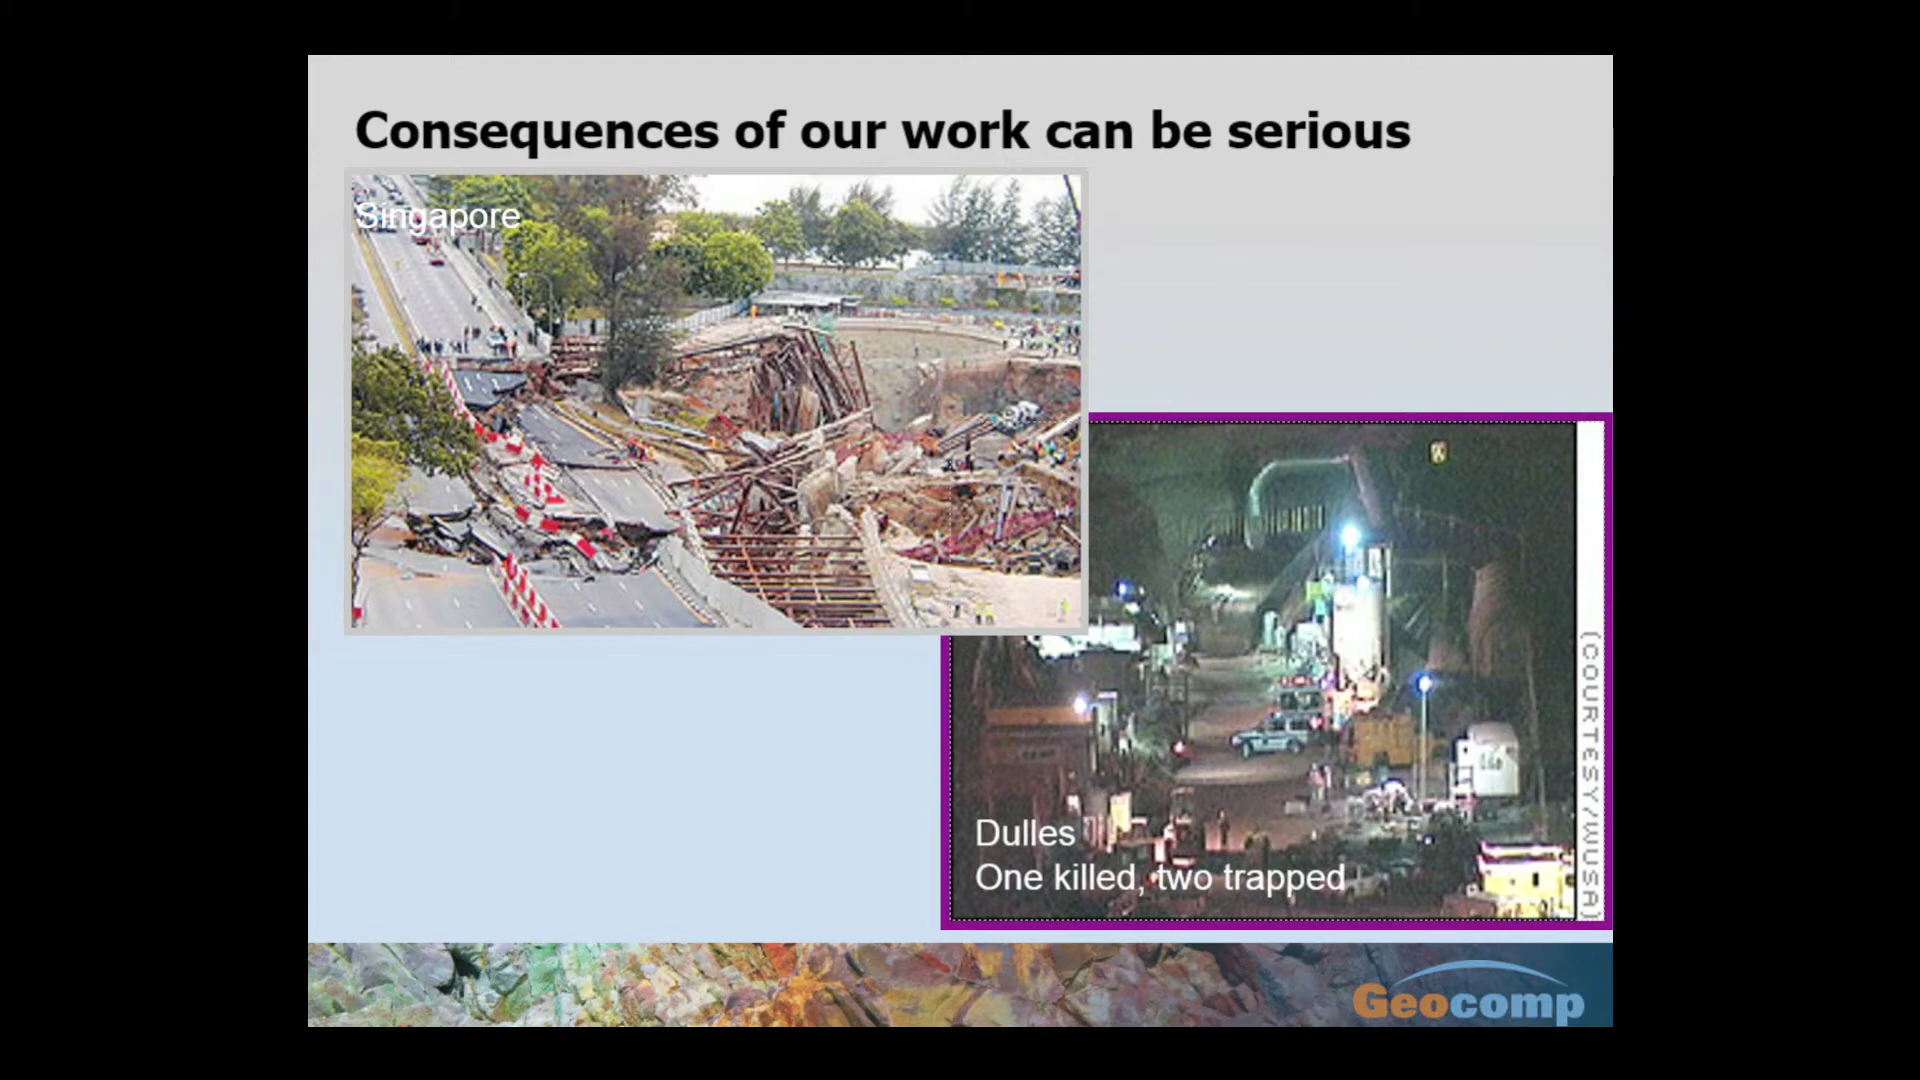 Consequences of our work can be serious
Singapore
Dulles
One killed, two trapped
(COURTESY/WUSA)
Geocomp